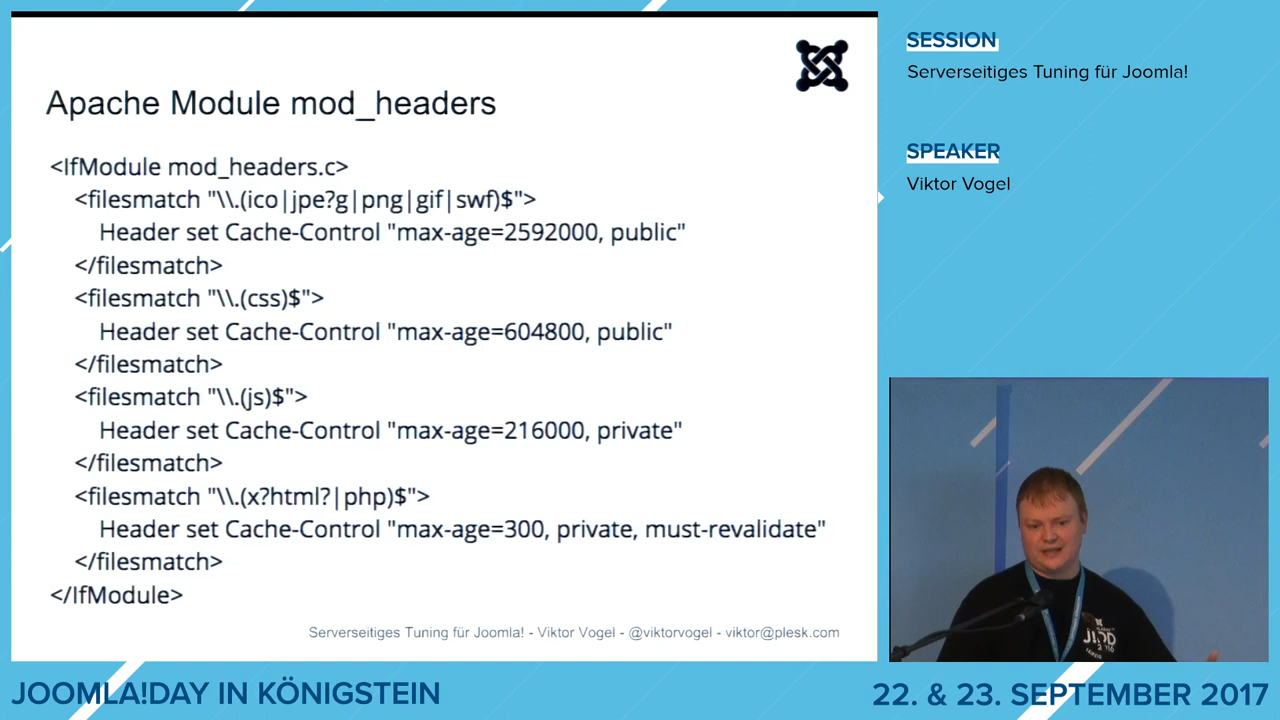 Apache Module mod_headers
<IfModule mod_headers.c>
<filesmatch "\\.(ico|jpe?g|png|gif|swf)$">
Header set Cache-Control "max-age=2592000, public"
</filesmatch>
<filesmatch "\\.(css)$">
Header set Cache-Control "max-age=604800, public"
</filesmatch>
<filesmatch "\\.(js)$">
Header set Cache-Control "max-age=216000, private"
</filesmatch>
<filesmatch "\\.(x?html?|php)$">
Header set Cache-Control "max-age=300, private, must-revalidate"
</filesmatch>
</IfModule>
Serverseitiges Tuning für Joomla! - Viktor Vogel - @viktorvogel - viktor@plesk.com
SESSION
Serverseitiges Tuning für Joomla!
SPEAKER
Viktor Vogel
JOOMLA!DAY IN KÖNIGSTEIN
22. & 23. SEPTEMBER 2017